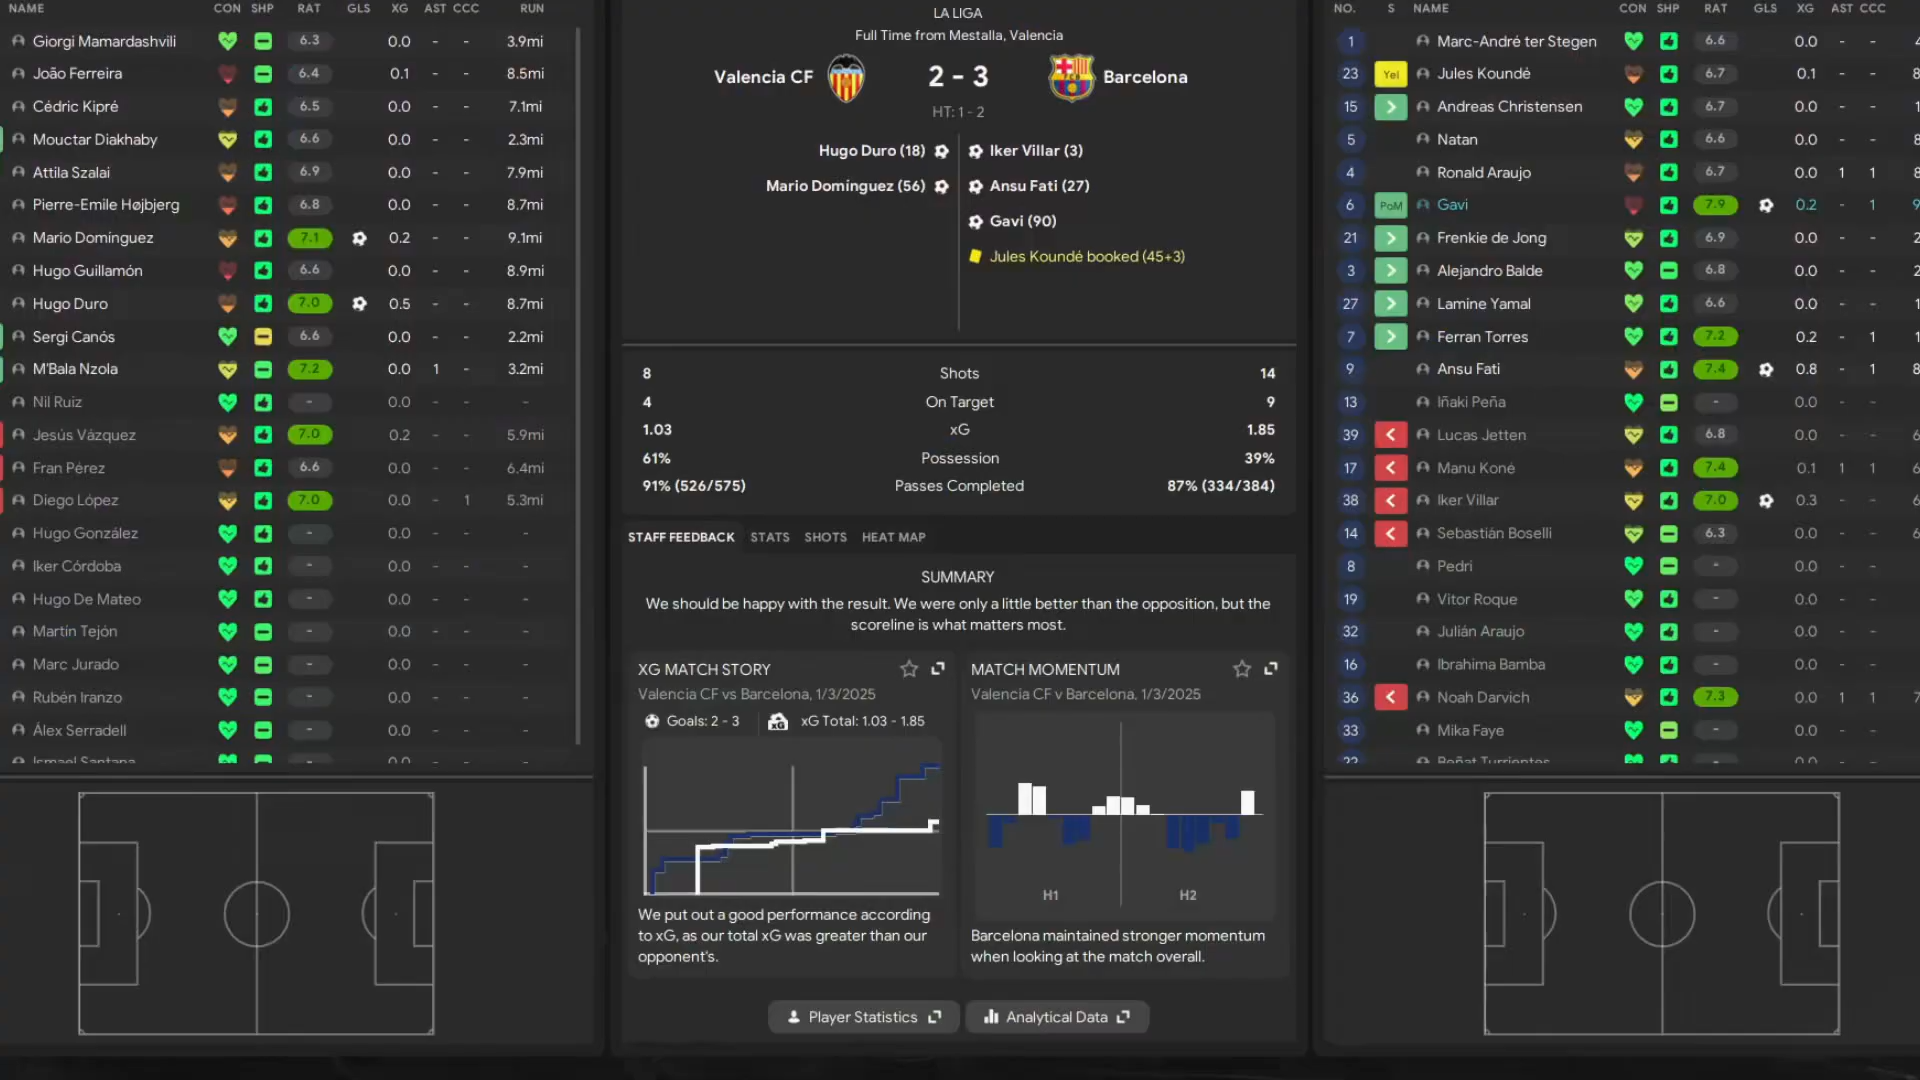 NAME CON SHP RAT GLS XG AST CCC RUN
Giorgi Mamardashvili 6.3 0.0 - - 3.9mi
João Ferreira 6.4 0.1 - - 8.5mi
Cédric Kipré 6.5 0.0 - - 7.1mi
Mouctar Diakhaby 6.6 0.0 - - 2.3mi
Attila Szalai 6.9 0.0 - - 7.9mi
Pierre-Emile Højbjerg 6.8 0.0 - - 8.7mi
Mario Domínguez 7.1 0.2 - - 9.1mi
Hugo Guillamón 6.6 0.0 - - 8.9mi
Hugo Duro 7.0 0.5 - - 8.7mi
Sergi Canós 6.6 0.0 - - 2.2mi
M'Bala Nzola 7.2 0.0 1 - 3.2mi
Nil Ruiz - 0.0 - - -
Jesús Vázquez 7.0 0.2 - - 5.9mi
Fran Pérez 6.6 0.0 - - 6.4mi
Diego López 7.0 0.0 - 1 5.3mi
Hugo González - 0.0 - - -
Iker Córdoba - 0.0 - - -
Hugo De Mateo - 0.0 - - -
Martín Tejón - 0.0 - - -
Marc Jurado - 0.0 - - -
Rubén Iranzo - 0.0 - - -
Álex Serradell - 0.0 - - -
LA LIGA
Full Time from Mestalla, Valencia
Valencia CF 2 - 3 Barcelona
HT: 1 - 2
Hugo Duro (18) Iker Villar (3)
Mario Domínguez (56) Ansu Fati (27)
Gavi (90)
Jules Koundé booked (45+3)
8 Shots 14
4 On Target 9
1.03 xG 1.85
61% Possession 39%
91% (526/575) Passes Completed 87% (334/384)
STAFF FEEDBACK STATS SHOTS HEAT MAP
SUMMARY
We should be happy with the result. We were only a little better than the opposition, but the
scoreline is what matters most.
XG MATCH STORY
Valencia CF vs Barcelona, 1/3/2025
Goals: 2 - 3 XG xG Total: 1.03 - 1.85
We put out a good performance according
to xG, as our total xG was greater than our
opponent's.
MATCH MOMENTUM
Valencia CF v Barcelona, 1/3/2025
H1 H2
Barcelona maintained stronger momentum
when looking at the match overall.
Player Statistics Analytical Data
NO. S NAME CON SHP RAT GLS XG AST CCC
1 Marc-André ter Stegen 6.6 0.0 - -
23 Yel Jules Koundé 6.7 0.1 - - 8
15 Andreas Christensen 6.7 0.0 - - 1
5 Natan 6.6 0.0 - - 8
4 Ronald Araujo 6.7 0.0 1 1 8
6 PoM Gavi 7.9 0.2 - 1 9
21 Frenkie de Jong 6.9 0.0 - - 2
3 Alejandro Balde 6.8 0.0 - - 2
27 Lamine Yamal 6.6 0.0 - - 1
7 Ferran Torres 7.2 0.2 - 1 1
9 Ansu Fati 7.4 0.8 - 1 8
13 Iñaki Peña - 0.0 - -
39 Lucas Jetten 6.8 0.0 - - 6
17 Manu Koné 7.4 0.1 1 1 6
38 Iker Villar 7.0 0.3 - - 6
14 Sebastián Boselli 6.3 0.0 - - 6
8 Pedri - 0.0 - -
19 Vitor Roque - 0.0 - -
32 Julián Araujo - 0.0 - -
16 Ibrahima Bamba - 0.0 - -
36 Noah Darvich 7.3 0.0 1 1 7
33 Mika Faye - 0.0 - -